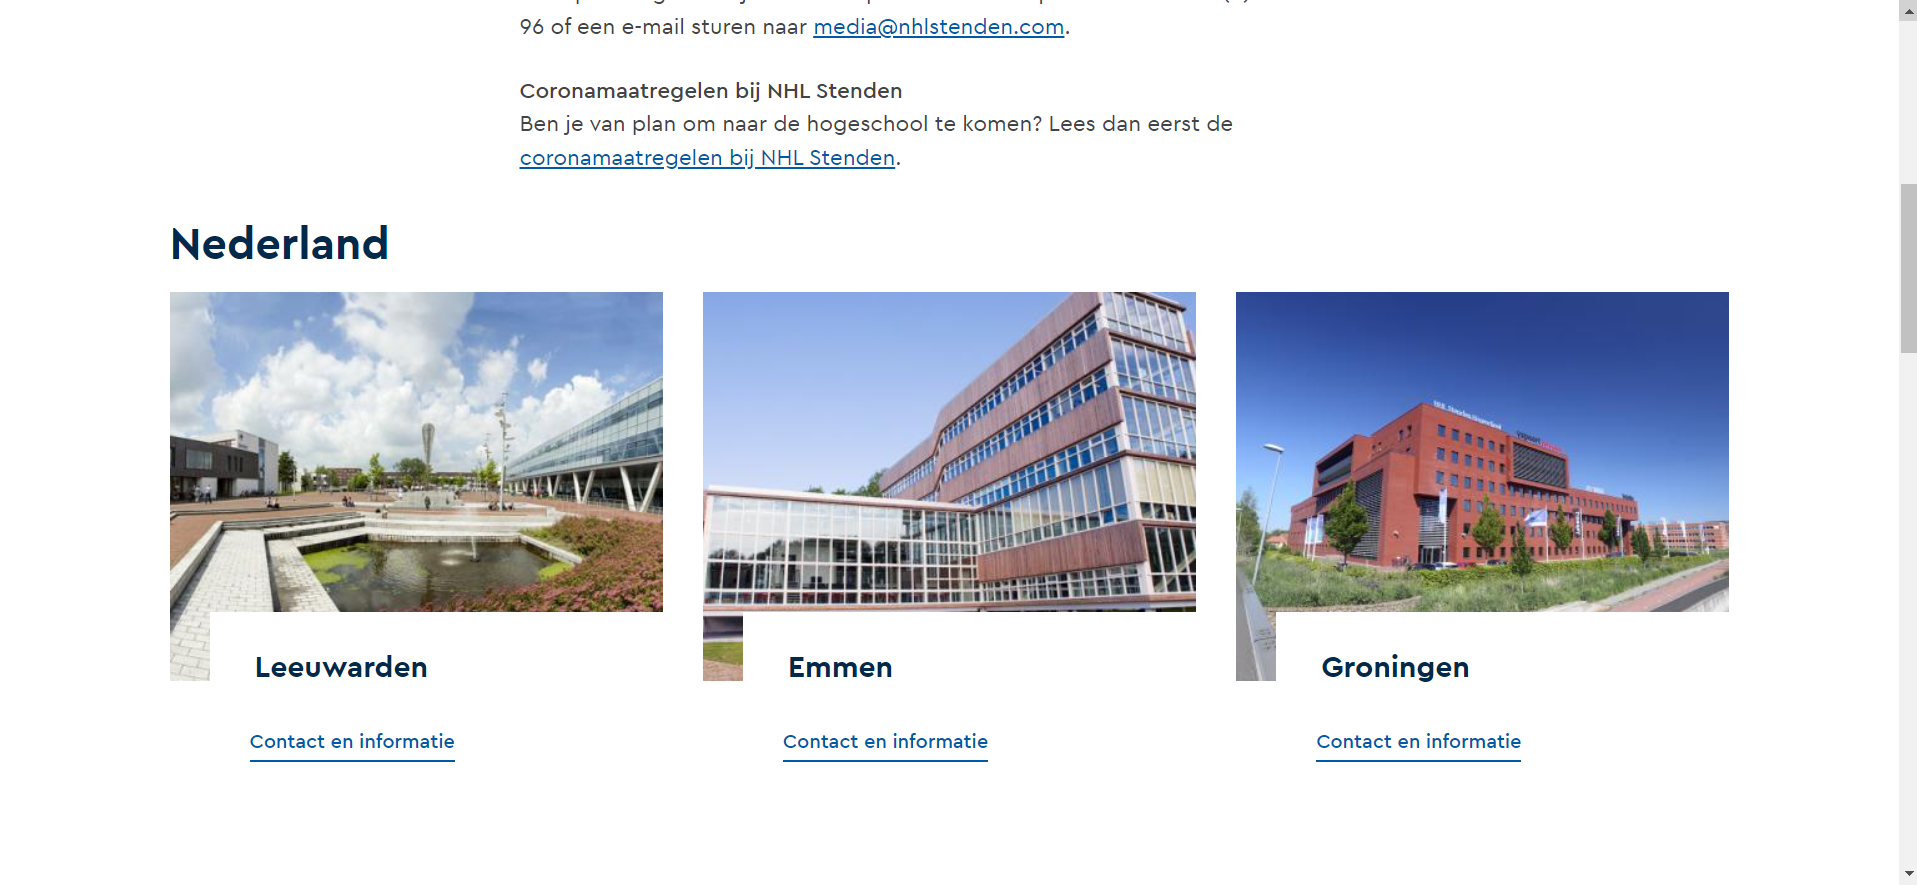 96 of een e-mail sturen naar media@nhlstenden.com.
Coronamaatregelen bij NHL Stenden
Ben je van plan om naar de hogeschool te komen? Lees dan eerst de
coronamaatregelen bij NHL Stenden.
Nederland
Leeuwarden
Emmen
Groningen
Contact en informatie
Contact en informatie
Contact en informatie